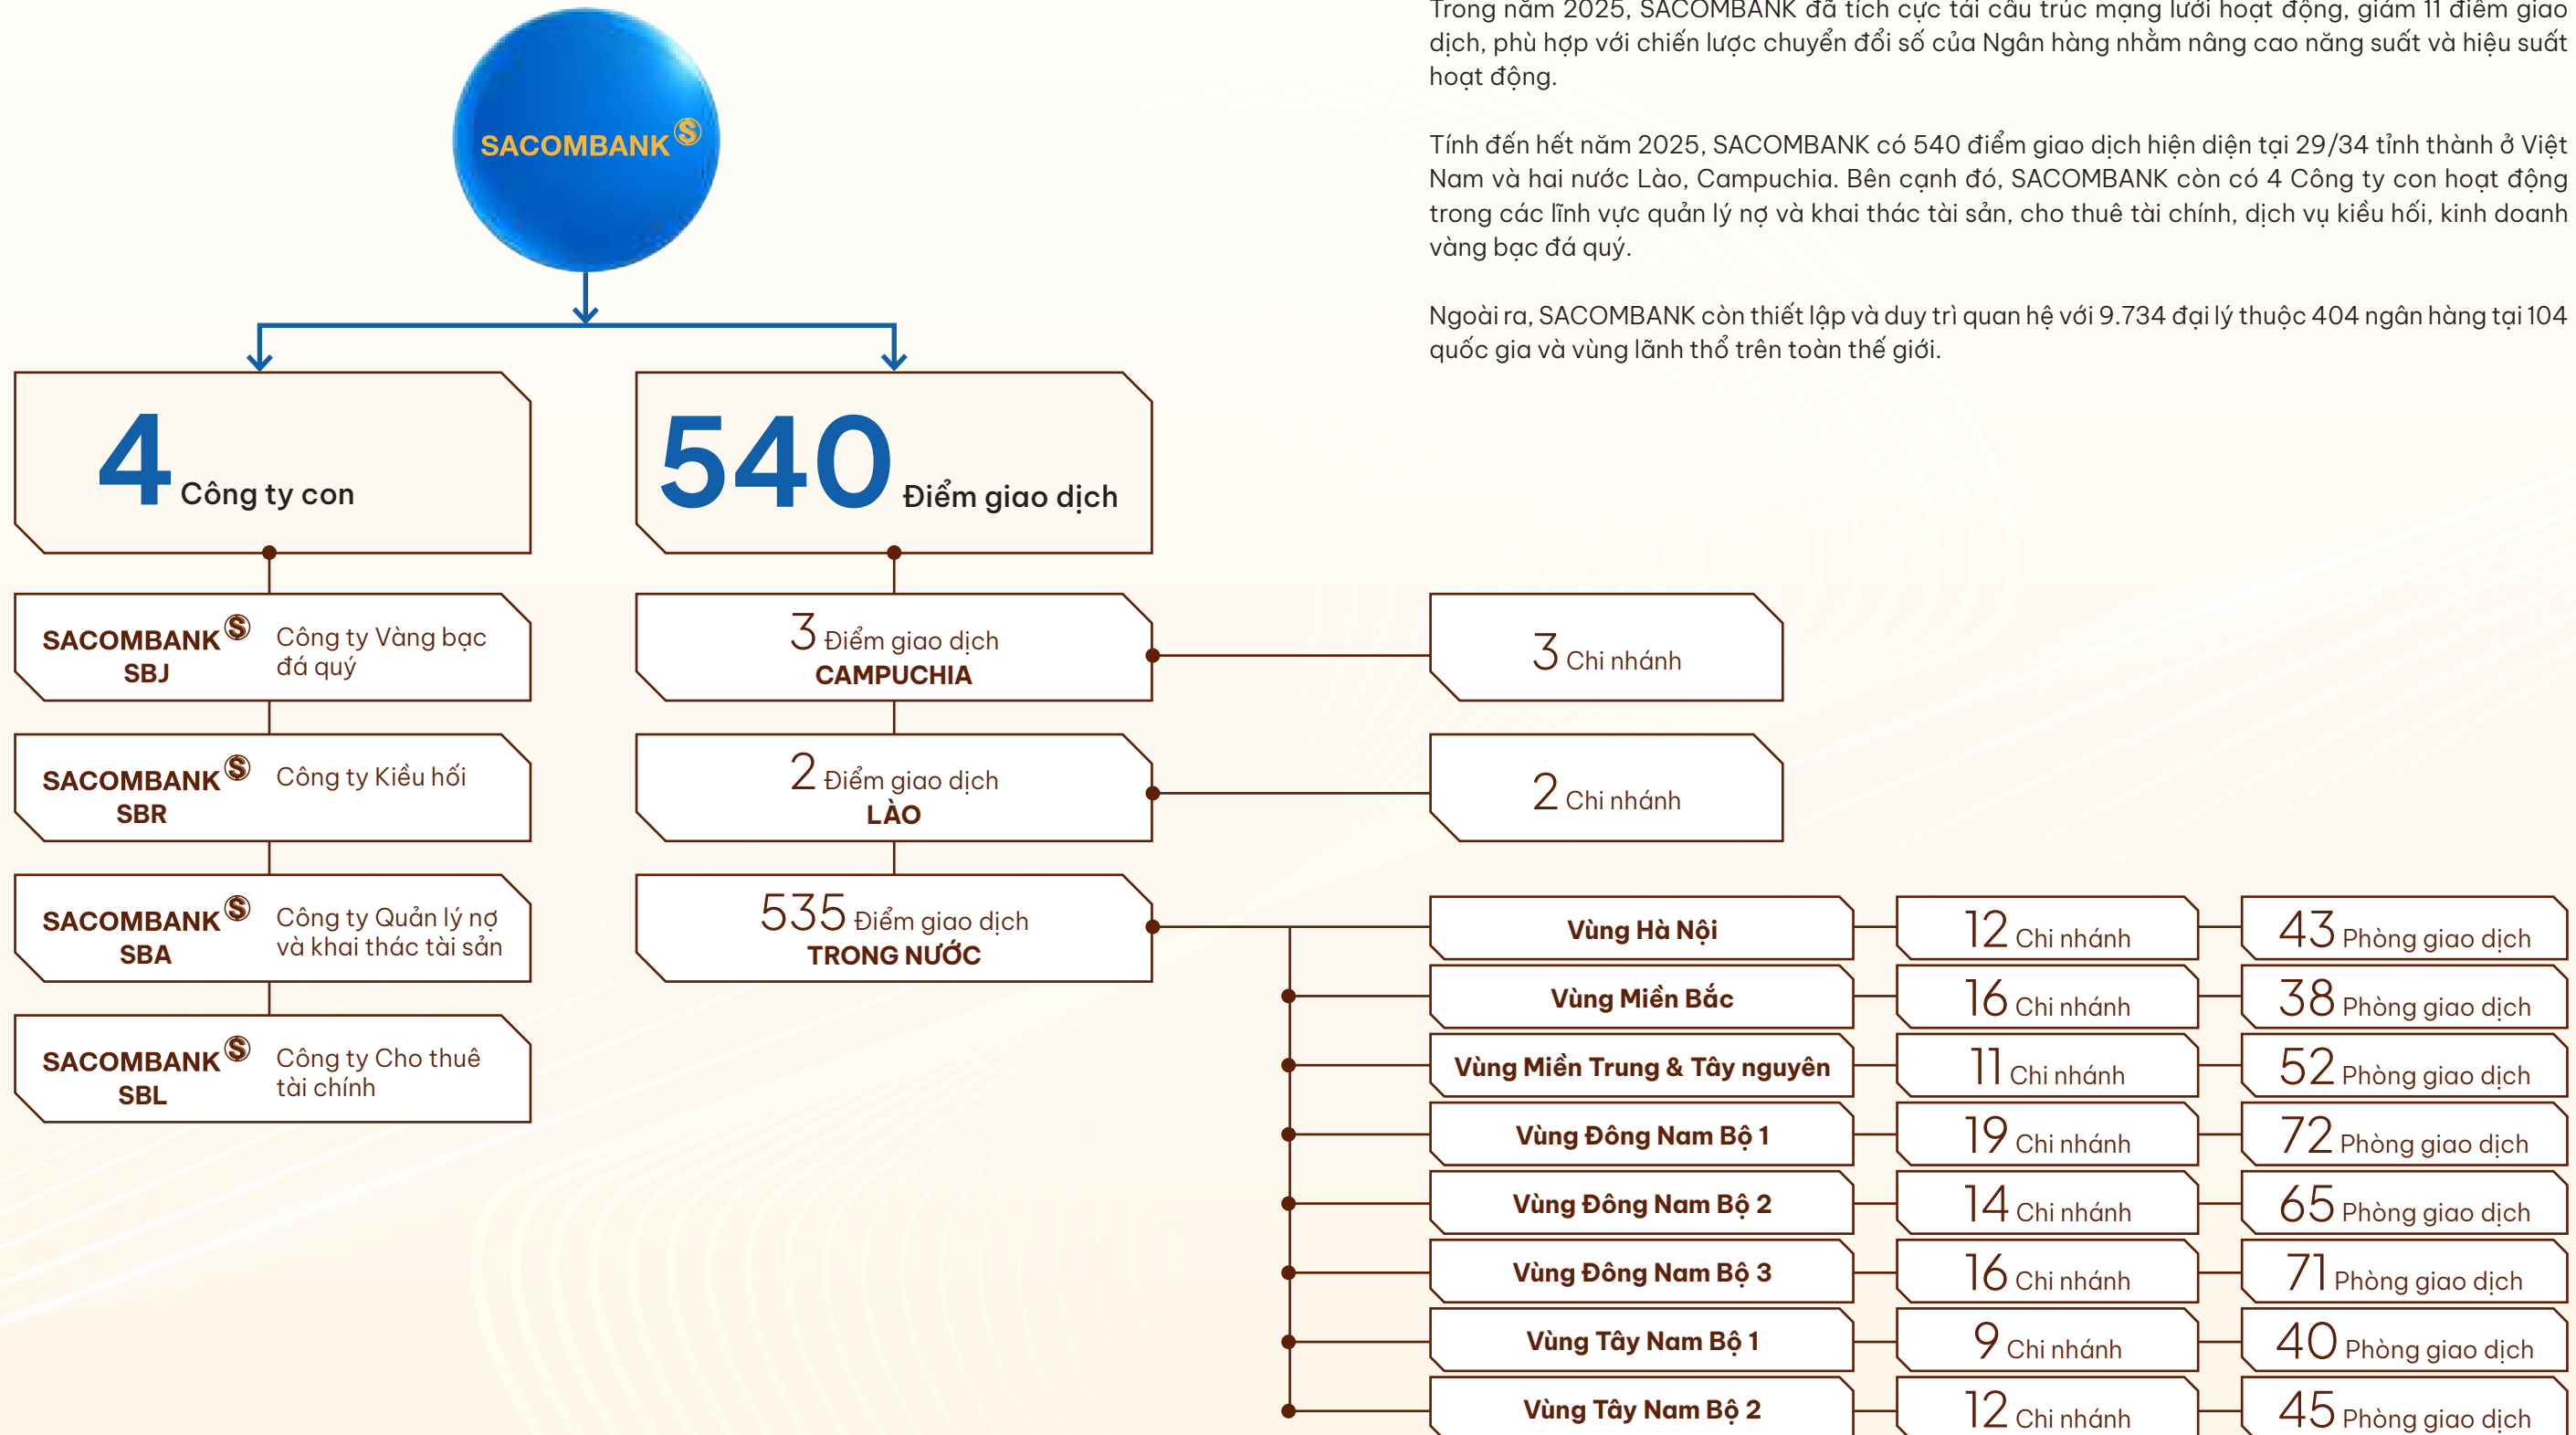 Trong năm 2025, SACOMBANK đã tích cực tái cấu trúc mạng lưới hoạt động, giảm 11 điểm giao
dịch, phù hợp với chiến lược chuyển đổi số của Ngân hàng nhằm nâng cao năng suất và hiệu suất
hoạt động.
Tính đến hết năm 2025, SACOMBANK có 540 điểm giao dịch hiện diện tại 29/34 tỉnh thành ở Việt
Nam và hai nước Lào, Campuchia. Bên cạnh đó, SACOMBANK còn có 4 Công ty con hoạt động
trong các lĩnh vực quản lý nợ và khai thác tài sản, cho thuê tài chính, dịch vụ kiều hối, kinh doanh
vàng bạc đá quý.
Ngoài ra, SACOMBANK còn thiết lập và duy trì quan hệ với 9.734 đại lý thuộc 404 ngân hàng tại 104
quốc gia và vùng lãnh thổ trên toàn thế giới.
SACOMBANK
4 Công ty con
SACOMBANK
SBJ
Công ty Vàng bạc
đá quý
SACOMBANK
SBR
Công ty Kiều hối
SACOMBANK
SBA
Công ty Quản lý nợ
và khai thác tài sản
SACOMBANK
SBL
Công ty Cho thuê
tài chính
540 Điểm giao dịch
3 Điểm giao dịch
CAMPUCHIA
3 Chi nhánh
2 Điểm giao dịch
LÀO
2 Chi nhánh
535 Điểm giao dịch
TRONG NƯỚC
Vùng Hà Nội
12 Chi nhánh
43 Phòng giao dịch
Vùng Miền Bắc
16 Chi nhánh
38 Phòng giao dịch
Vùng Miền Trung & Tây nguyên
11 Chi nhánh
52 Phòng giao dịch
Vùng Đông Nam Bộ 1
19 Chi nhánh
72 Phòng giao dịch
Vùng Đông Nam Bộ 2
14 Chi nhánh
65 Phòng giao dịch
Vùng Đông Nam Bộ 3
16 Chi nhánh
71 Phòng giao dịch
Vùng Tây Nam Bộ 1
9 Chi nhánh
40 Phòng giao dịch
Vùng Tây Nam Bộ 2
12 Chi nhánh
45 Phòng giao dịch